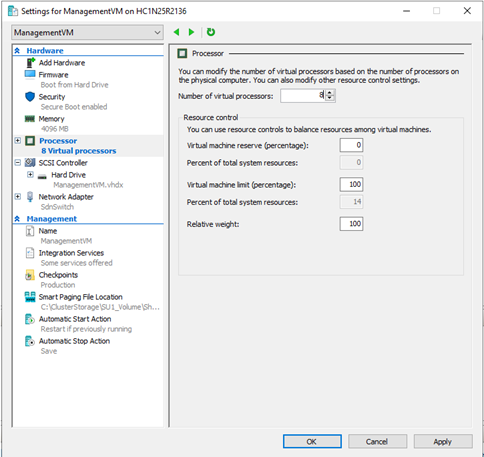 Settings for ManagementVM on HC1N25R2136
ManagementVM
Hardware
Add Hardware
Firmware
Boot from Hard Drive
Security
Secure Boot enabled
Memory
4096 MB
Processor
8 Virtual processors
SCSI Controller
Hard Drive
ManagementVM.vhdx
Network Adapter
SdnSwitch
Management
Name
ManagementVM
Integration Services
Some services offered
Checkpoints
Production
Smart Paging File Location
C:\ClusterStorage\SU1_Volume\Sh...
Automatic Start Action
Restart if previously running
Automatic Stop Action
Save
Processor
You can modify the number of virtual processors based on the number of processors on
the physical computer. You can also modify other resource control settings.
Number of virtual processors: 8
Resource control
You can use resource controls to balance resources among virtual machines.
Virtual machine reserve (percentage): 0
Percent of total system resources: 0
Virtual machine limit (percentage): 100
Percent of total system resources: 14
Relative weight: 100
OK
Cancel
Apply